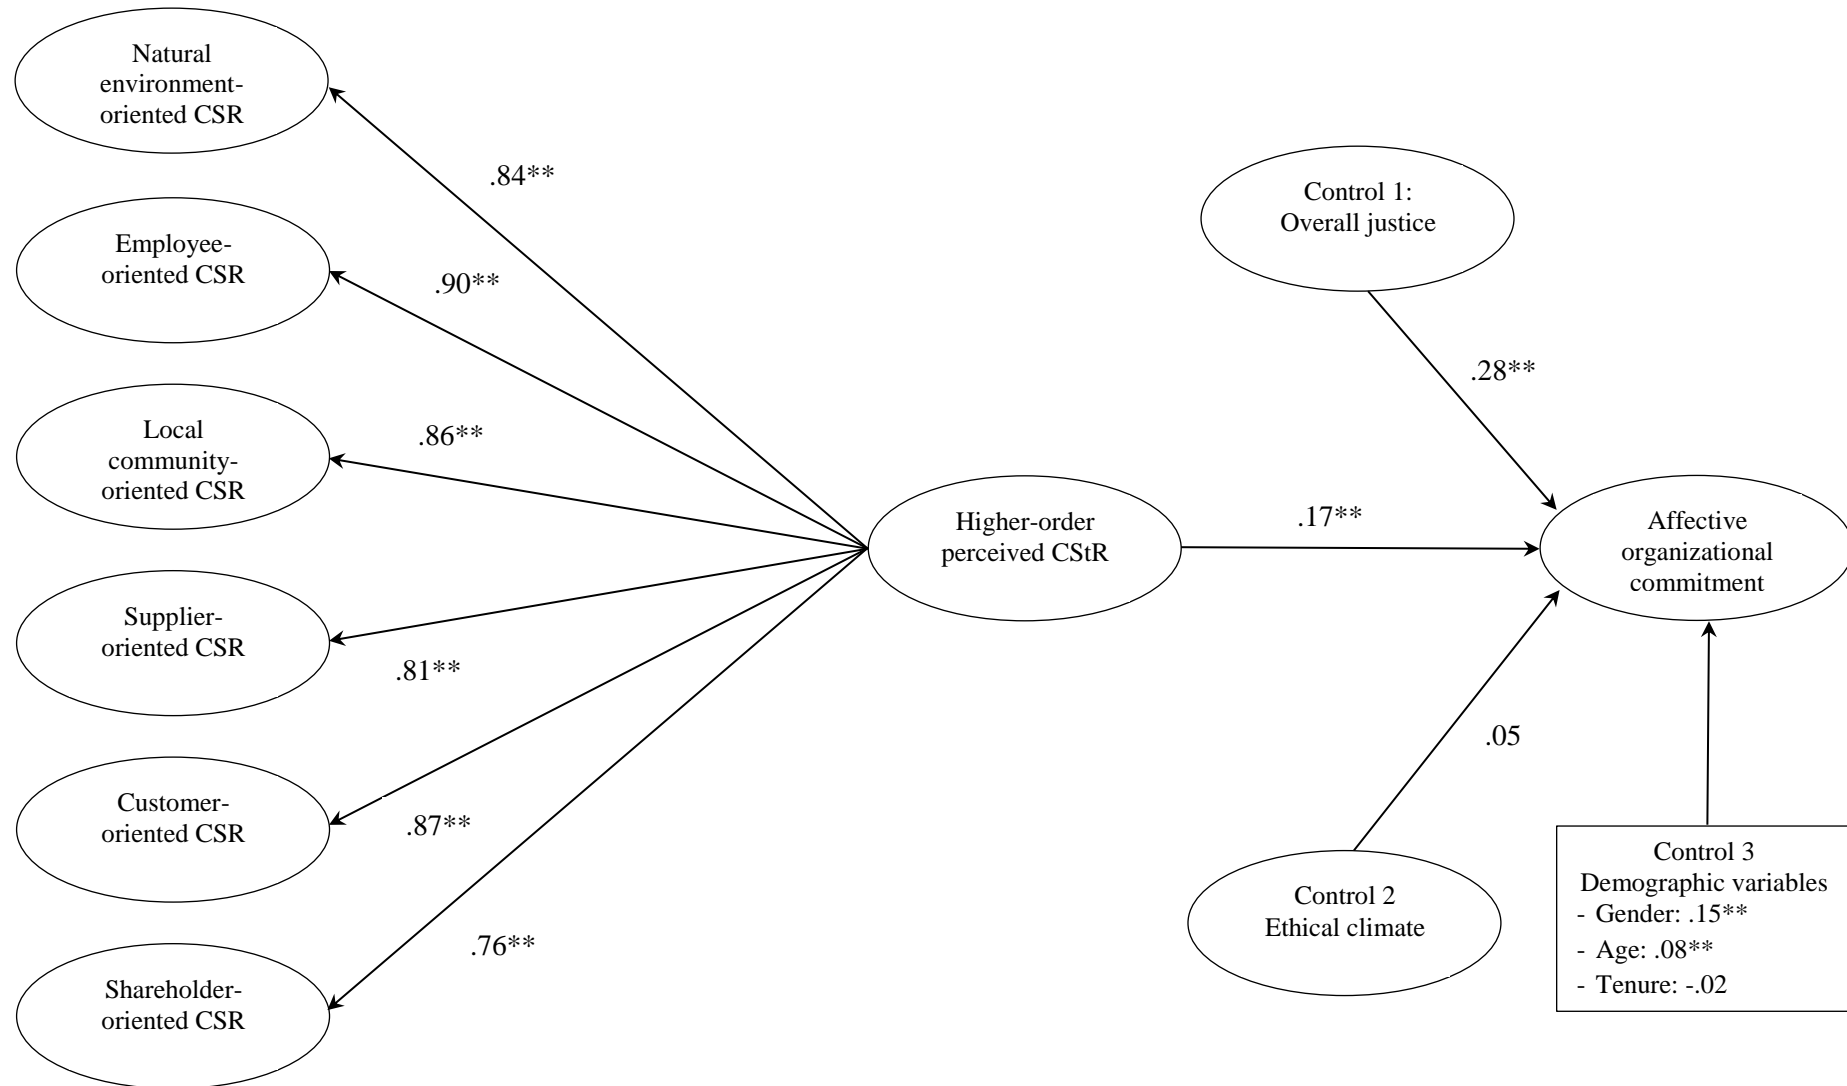 Natural
environment-
oriented CSR
.84**
Employee-
oriented CSR
.90**
Local
community-
oriented CSR
.86**
Supplier-
oriented CSR
.81**
Customer-
oriented CSR
.87**
Shareholder-
oriented CSR
.76**
Higher-order
perceived CStR
.17**
Control 1:
Overall justice
.28**
Affective
organizational
commitment
.05
Control 2
Ethical climate
Control 3
Demographic variables
- Gender: .15**
- Age: .08**
- Tenure: -.02